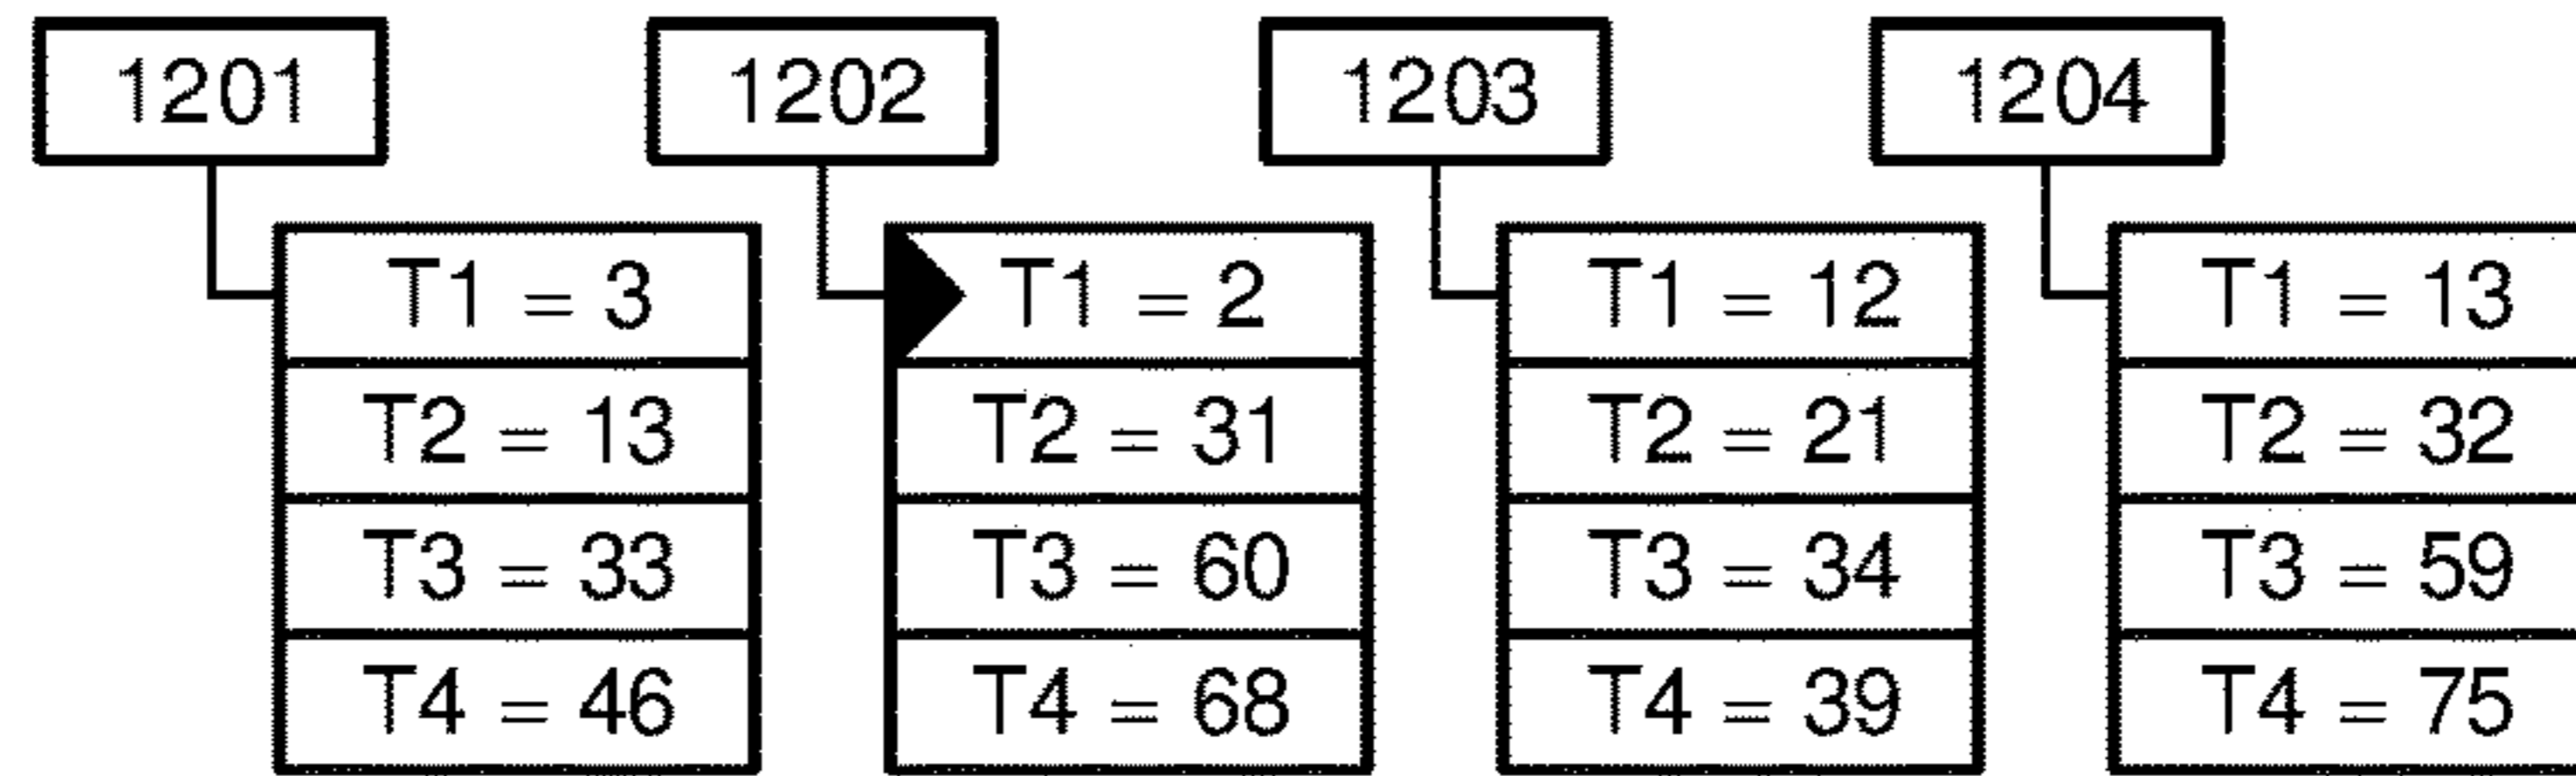 1201 1202 1203 1204
T1 = 3 T1 = 2 T1 = 12 T1 = 13
T2 = 13 T2 = 31 T2 = 21 T2 = 32
T3 = 33 T3 = 60 T3 = 34 T3 = 59
T4 = 46 T4 = 68 T4 = 39 T4 = 75